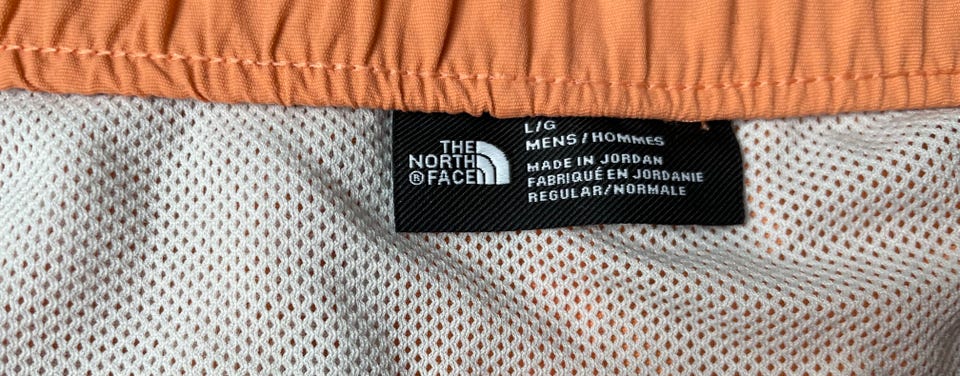 THE
NORTH
®FACE
L/G
MENS/HOMMES
MADE IN JORDAN
FABRIQUÉ EN JORDANIE
REGULAR/NORMALE